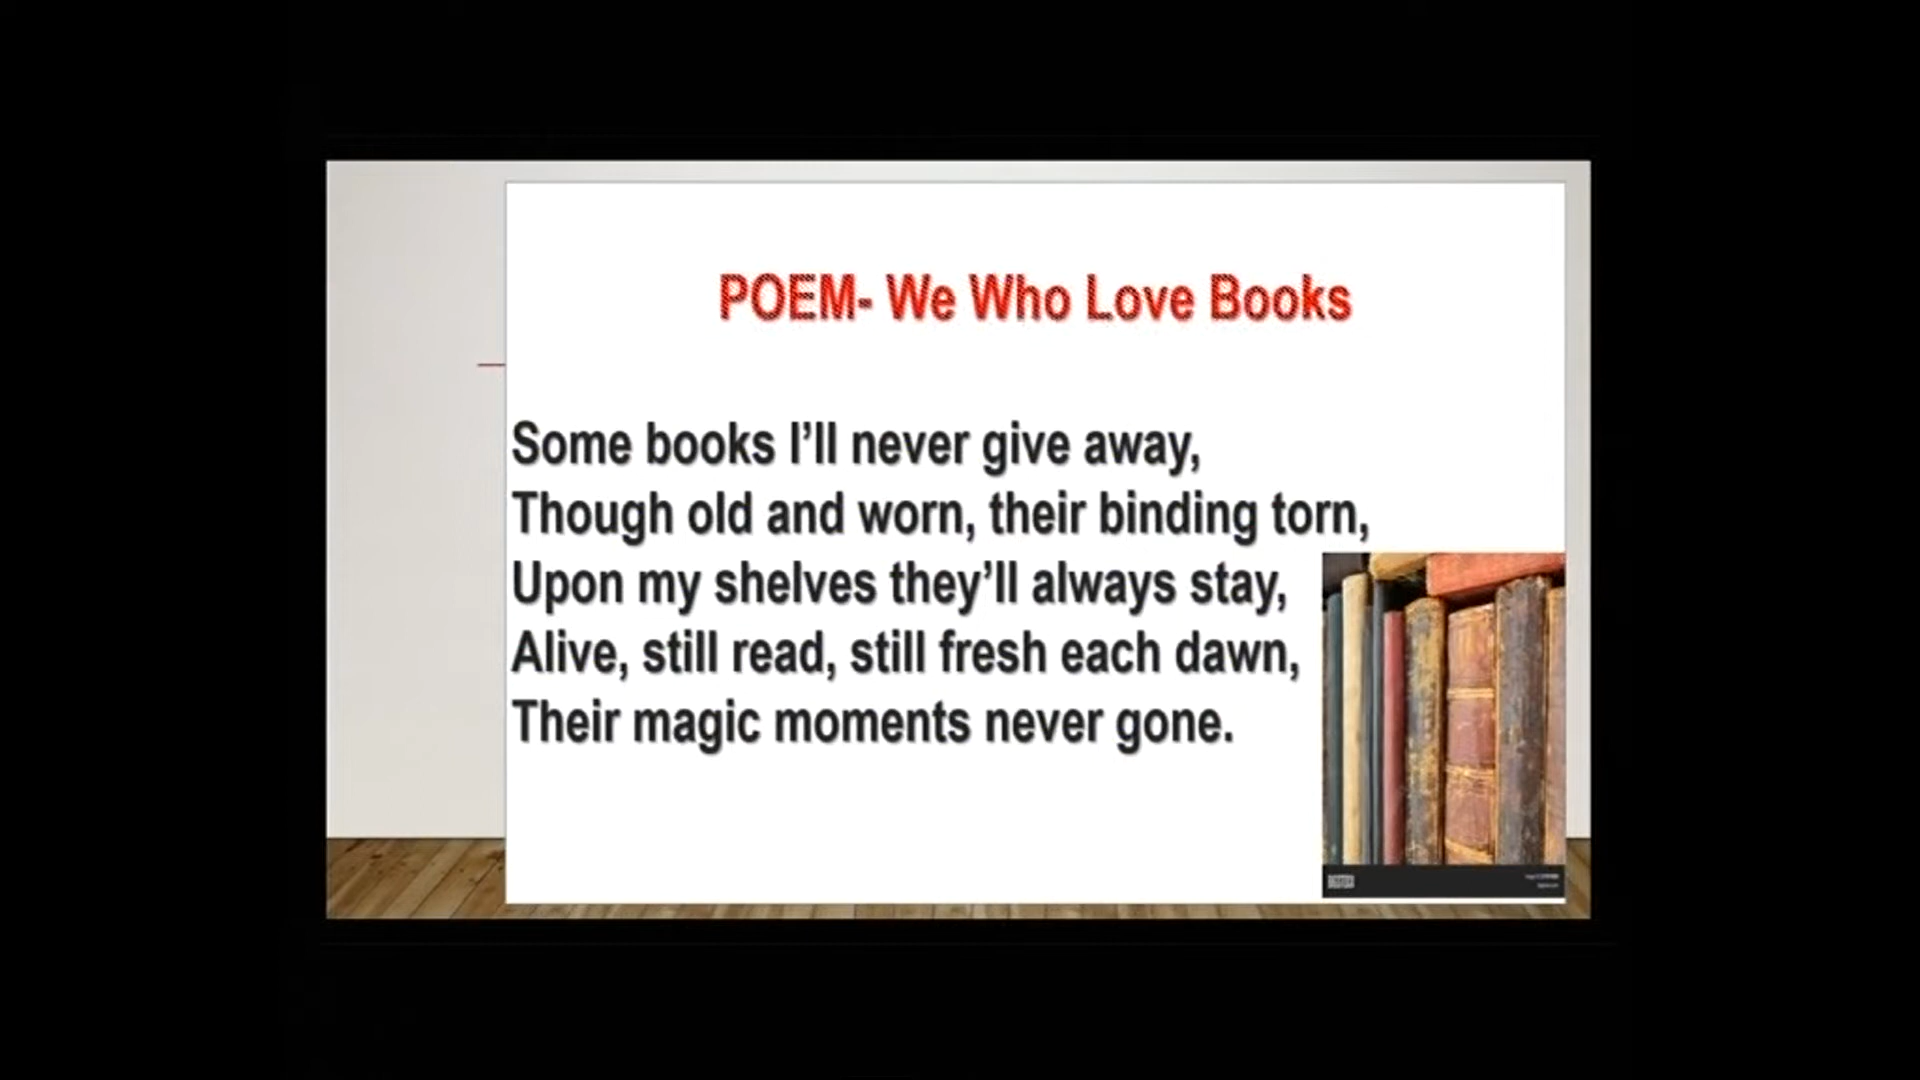 POEM- We Who Love Books
Some books I’ll never give away,
Though old and worn, their binding torn,
Upon my shelves they’ll always stay,
Alive, still read, still fresh each dawn,
Their magic moments never gone.